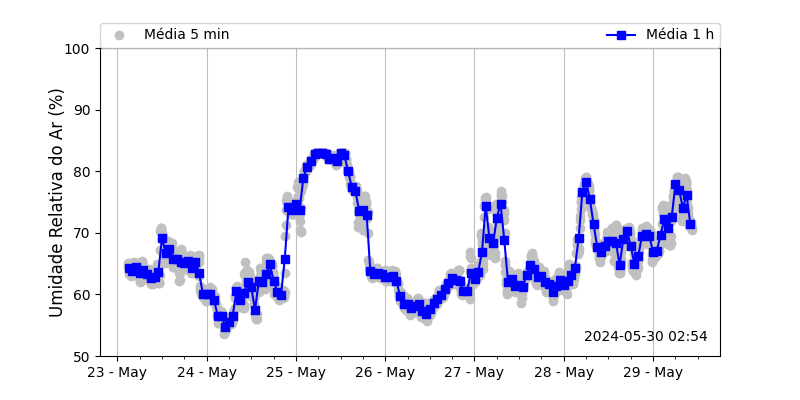 Média 5 min
Média 1 h
Umidade Relativa do Ar (%)
100
90
80
70
60
50
2024-05-30 02:54
23 - May
24 - May
25 - May
26 - May
27 - May
28 - May
29 - May